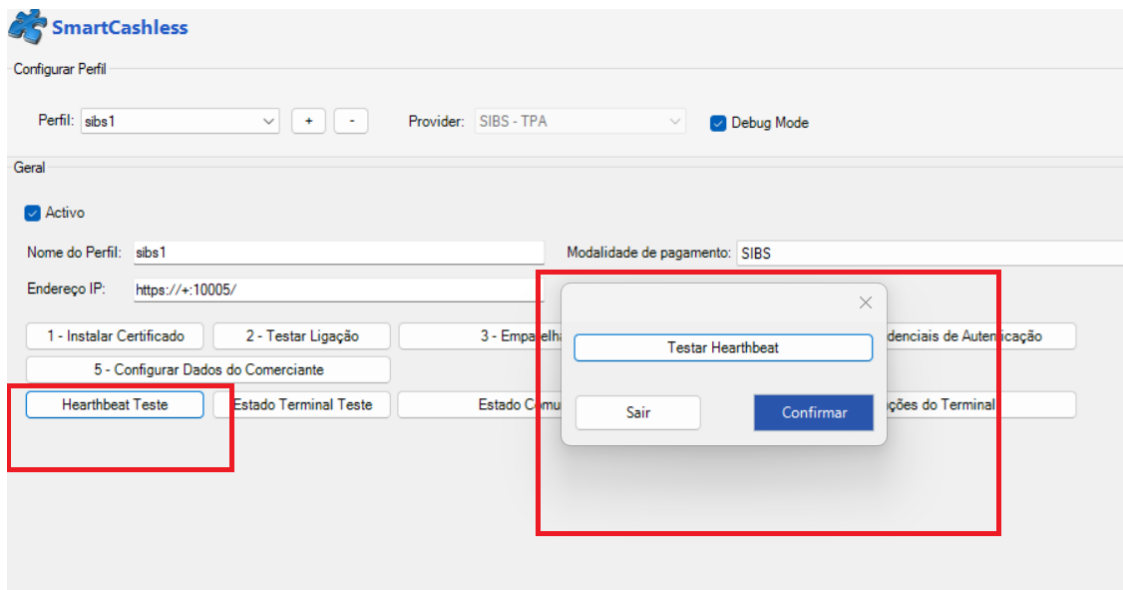 SmartCashless
Configurar Perfil
Perfil: sibs1 + - Provider: SIBS - TPA Debug Mode
Geral
Activo
Nome do Perfil: sibs1 Modalidade de pagamento: SIBS
Endereço IP: https://+:10005/
1 - Instalar Certificado 2 - Testar Ligação 3 - de Autenticação
5 - Configurar Dados do Comerciante
Testar Hearthbeat
Hearthbeat Teste Estado Terminal Teste Estado do Terminal
Sair Confirmar